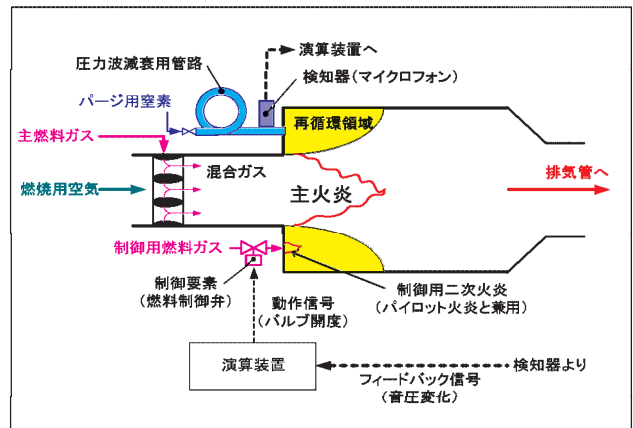 演算装置へ
圧力波減衰用管路
検知器(マイクロフォン)
パージ用窒素
再循環領域
主燃料ガス
混合ガス
燃焼用空気
主火炎
排気管へ
制御用燃料ガス
制御要素
(燃料制御弁)
動作信号
(バルブ開度)
制御用二次火炎
(パイロット火炎と兼用)
演算装置
検知器より
フィードバック信号
(音圧変化)